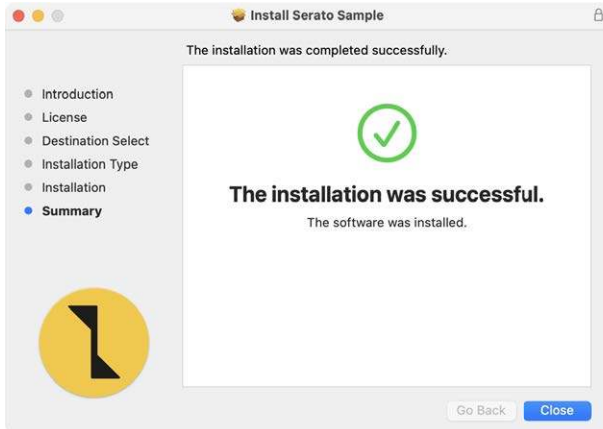 Install Serato Sample
The installation was completed successfully.
Introduction
License
Destination Select
Installation Type
Installation
Summary
The installation was successful.
The software was installed.
Go Back
Close